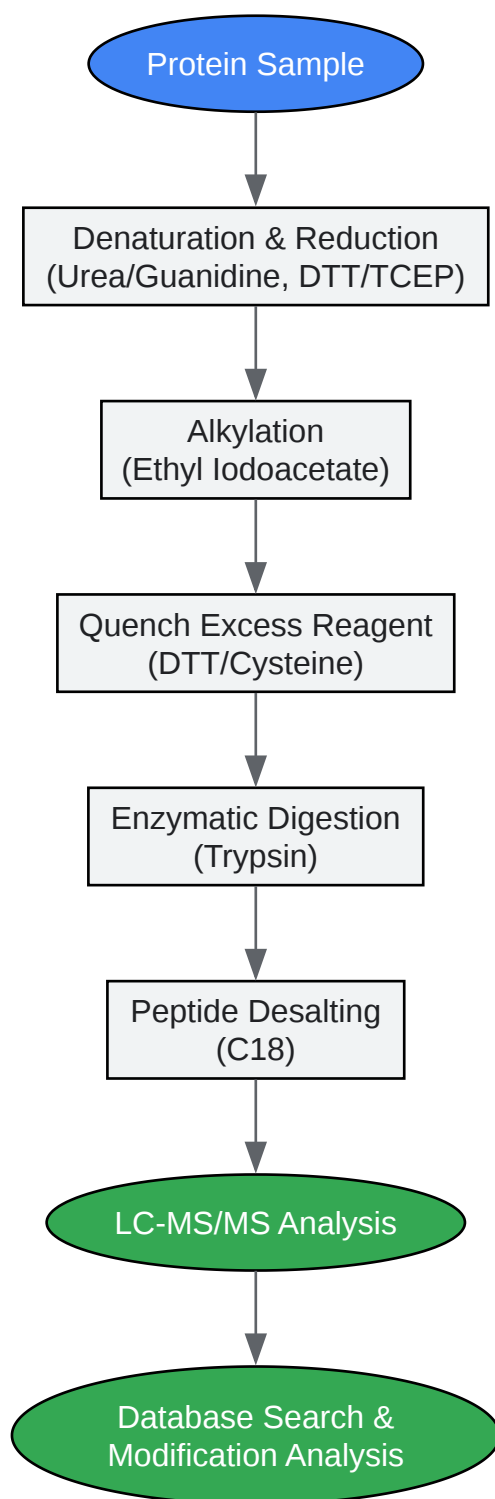 Protein Sample
Denaturation & Reduction
(Urea/Guanidine, DTT/TCEP)
Alkylation
(Ethyl Iodoacetate)
Quench Excess Reagent
(DTT/Cysteine)
Enzymatic Digestion
(Trypsin)
Peptide Desalting
(C18)
LC-MS/MS Analysis
Database Search &
Modification Analysis